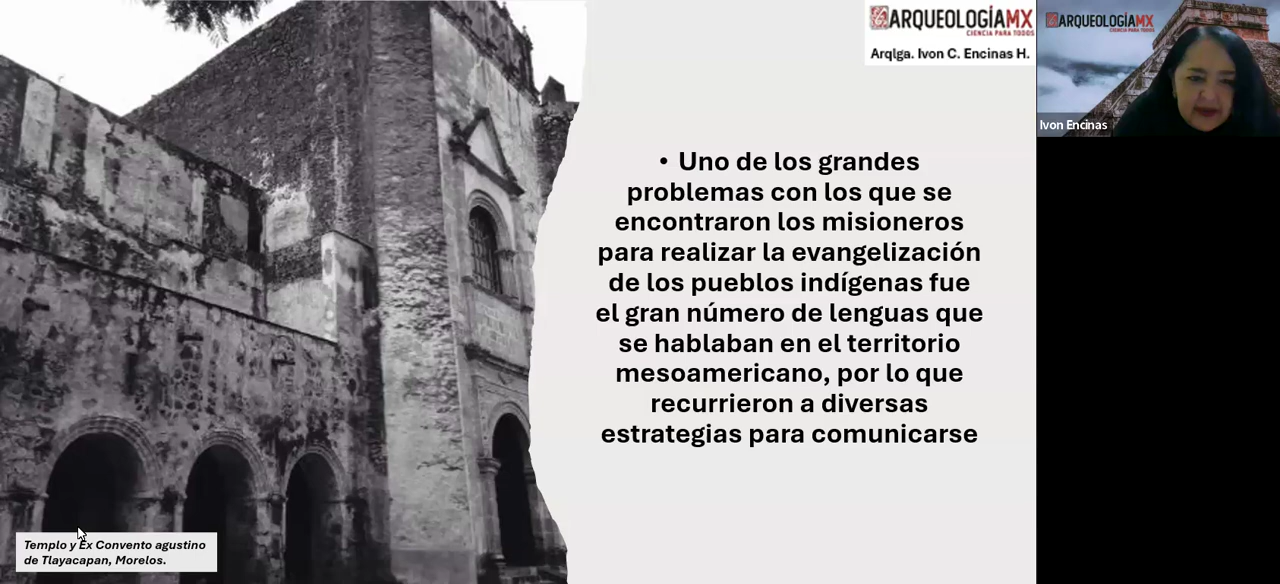 ARQUEOLOGÍAMX
CIENCIA PARA TODOS
Arqlga. Ivon C. Encinas H.
• Uno de los grandes
problemas con los que se
encontraron los misioneros
para realizar la evangelización
de los pueblos indígenas fue
el gran número de lenguas que
se hablaban en el territorio
mesoamericano, por lo que
recurrieron a diversas
estrategias para comunicarse
Templo y Ex Convento agustino
de Tlayacapan, Morelos.
ARQUEOLOGÍAMX
CIENCIA PARA TODOS
Ivon Encinas